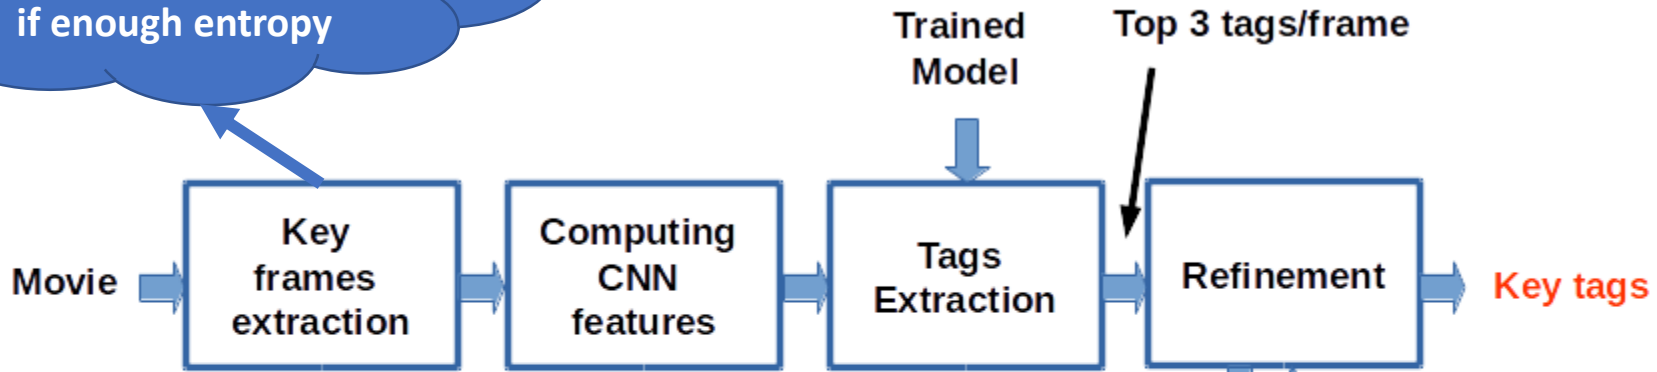 if enough entropy
Trained
Model
Top 3 tags/frame
Movie
Key
frames
extraction
Computing
CNN
features
Tags
Extraction
Refinement
Key tags